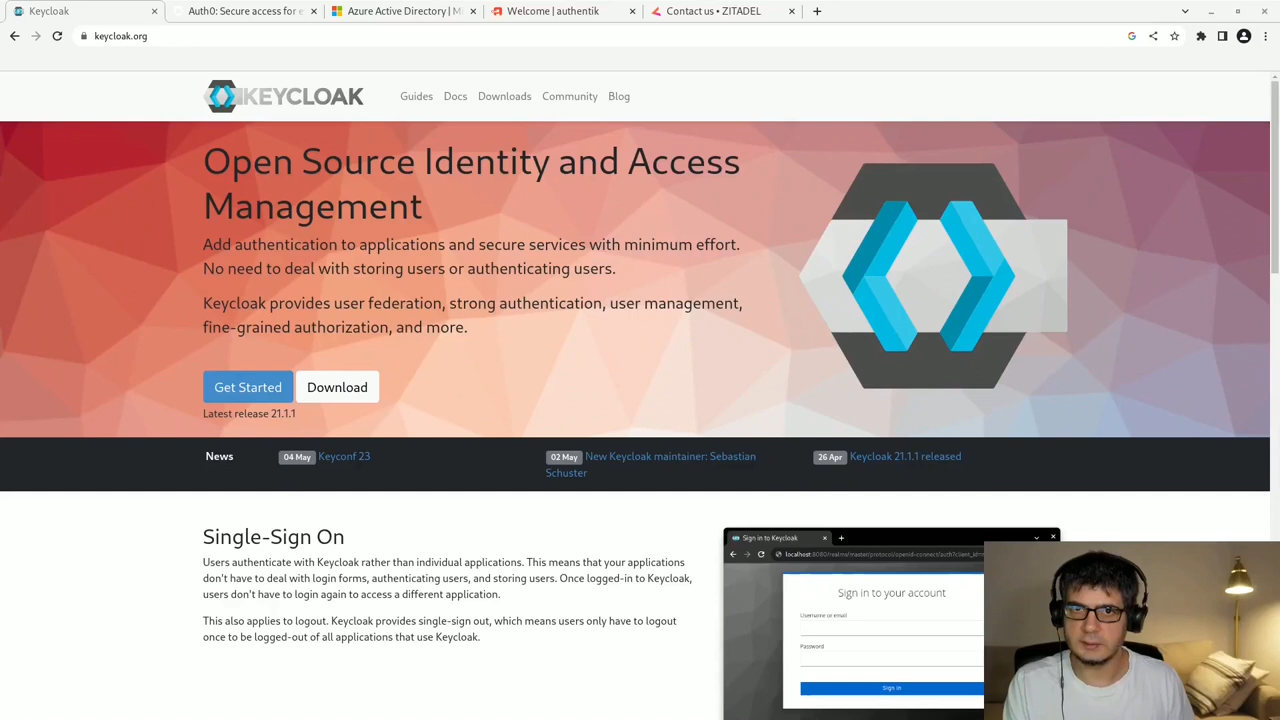 Keycloak
Auth0: Secure access for e
Azure Active Directory | M
Welcome | authentik
Contact us • ZITADEL
keycloak.org
KEYCLOAK
Guides
Docs
Downloads
Community
Blog
Open Source Identity and Access
Management
Add authentication to applications and secure services with minimum effort.
No need to deal with storing users or authenticating users.
Keycloak provides user federation, strong authentication, user management,
fine-grained authorization, and more.
Get Started
Download
Latest release 21.1.1
News
04 May Keyconf 23
02 May New Keycloak maintainer: Sebastian
Schuster
26 Apr Keycloak 21.1.1 released
Single-Sign On
Users authenticate with Keycloak rather than individual applications. This means that your applications
don't have to deal with login forms, authenticating users, and storing users. Once logged-in to Keycloak,
users don't have to login again to access a different application.
This also applies to logout. Keycloak provides single-sign out, which means users only have to logout
once to be logged-out of all applications that use Keycloak.
Sign in to Keycloak
localhost:8080/realms/master/protocol/openid-connect/auth?client_id=
Sign in to your account
Username or email
Password
Sign in